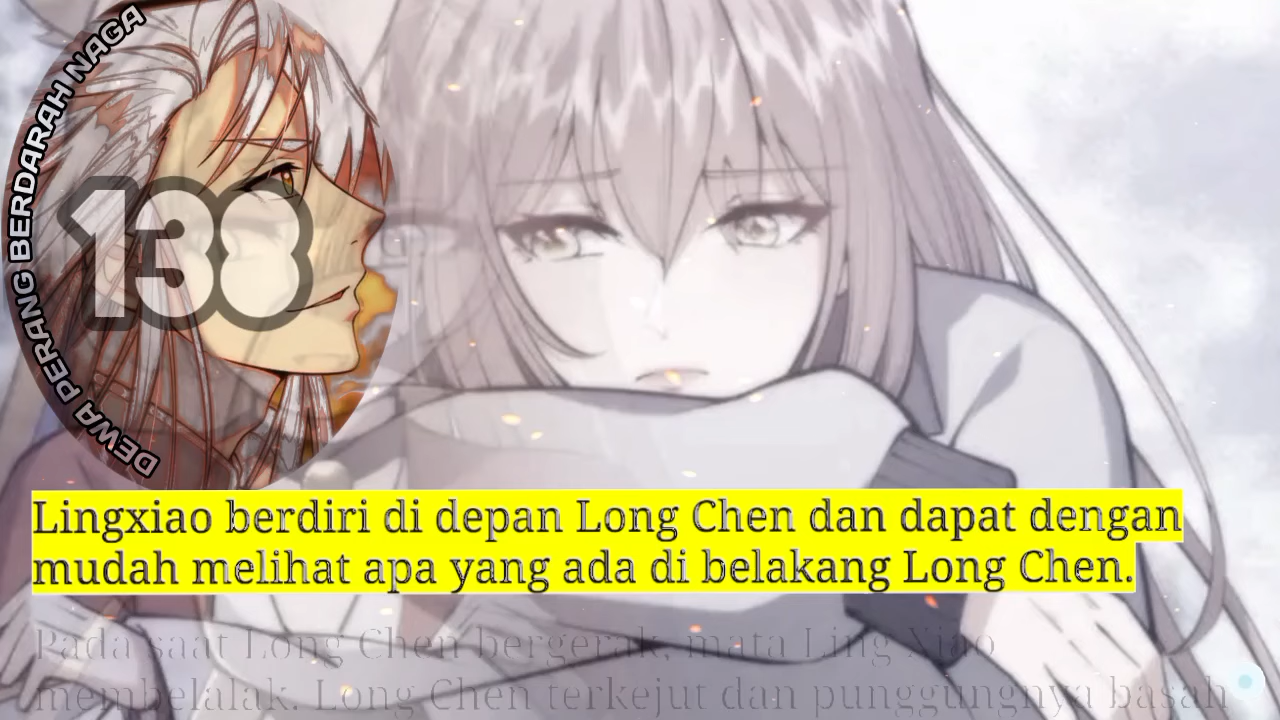 DEWA PERANG BERDARAH NAGA
138
Lingxiao berdiri di depan Long Chen dan dapat dengan
mudah melihat apa yang ada di belakang Long Chen.
Pada saat Long Chen bergerak, mata Ling Xiao
membelalak. Long Chen terkejut dan punggungnya basah